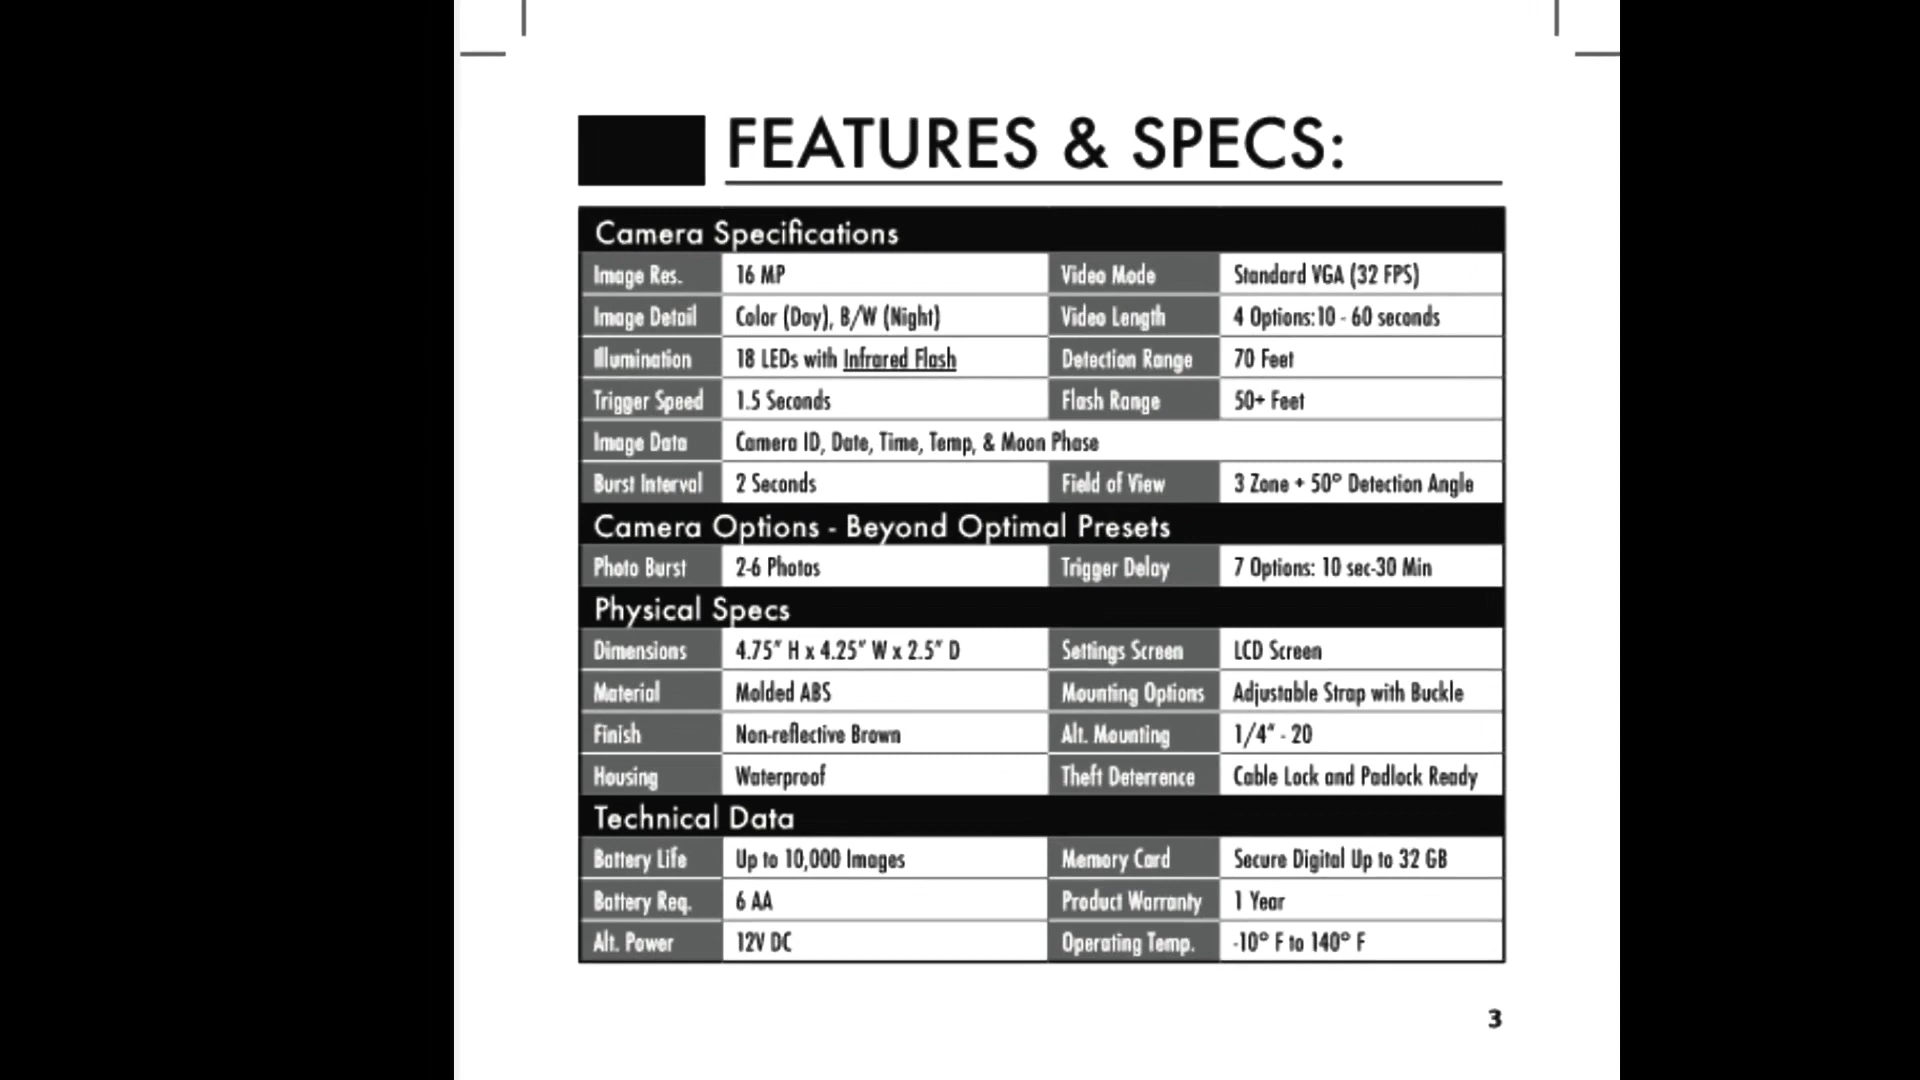 FEATURES & SPECS:
Camera Specifications
Image Res. 16 MP Video Mode Standard VGA (32 FPS)
Image Detail Color (Day), B/W (Night) Video Length 4 Options:10 - 60 seconds
Illumination 18 LEDs with Infrared Flash Detection Range 70 Feet
Trigger Speed 1.5 Seconds Flash Range 50+ Feet
Image Data Camera ID, Date, Time, Temp, & Moon Phase
Burst Interval 2 Seconds Field of View 3 Zone + 50° Detection Angle
Camera Options - Beyond Optimal Presets
Photo Burst 2-6 Photos Trigger Delay 7 Options: 10 sec-30 Min
Physical Specs
Dimensions 4.75" H x 4.25" W x 2.5" D Settings Screen LCD Screen
Material Molded ABS Mounting Options Adjustable Strap with Buckle
Finish Non-reflective Brown Alt. Mounting 1/4" - 20
Housing Waterproof Theft Deterrence Cable Lock and Padlock Ready
Technical Data
Battery Life Up to 10,000 Images Memory Card Secure Digital Up to 32 GB
Battery Req. 6 AA Product Warranty 1 Year
Alt. Power 12V DC Operating Temp. -10° F to 140° F
3